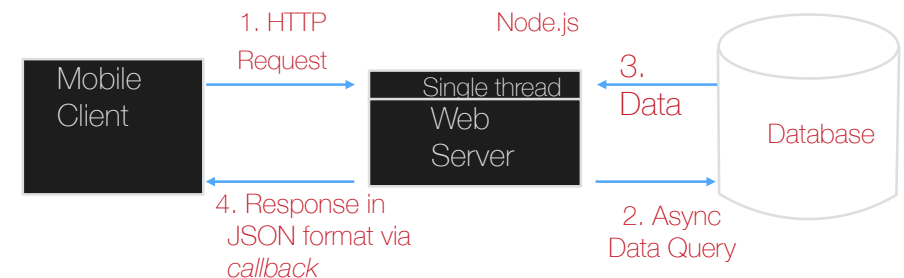 1. HTTP
Request
Node.js
Mobile
Client
Single thread
Web
Server
3.
Data
Database
4. Response in
JSON format via
callback
2. Async
Data Query